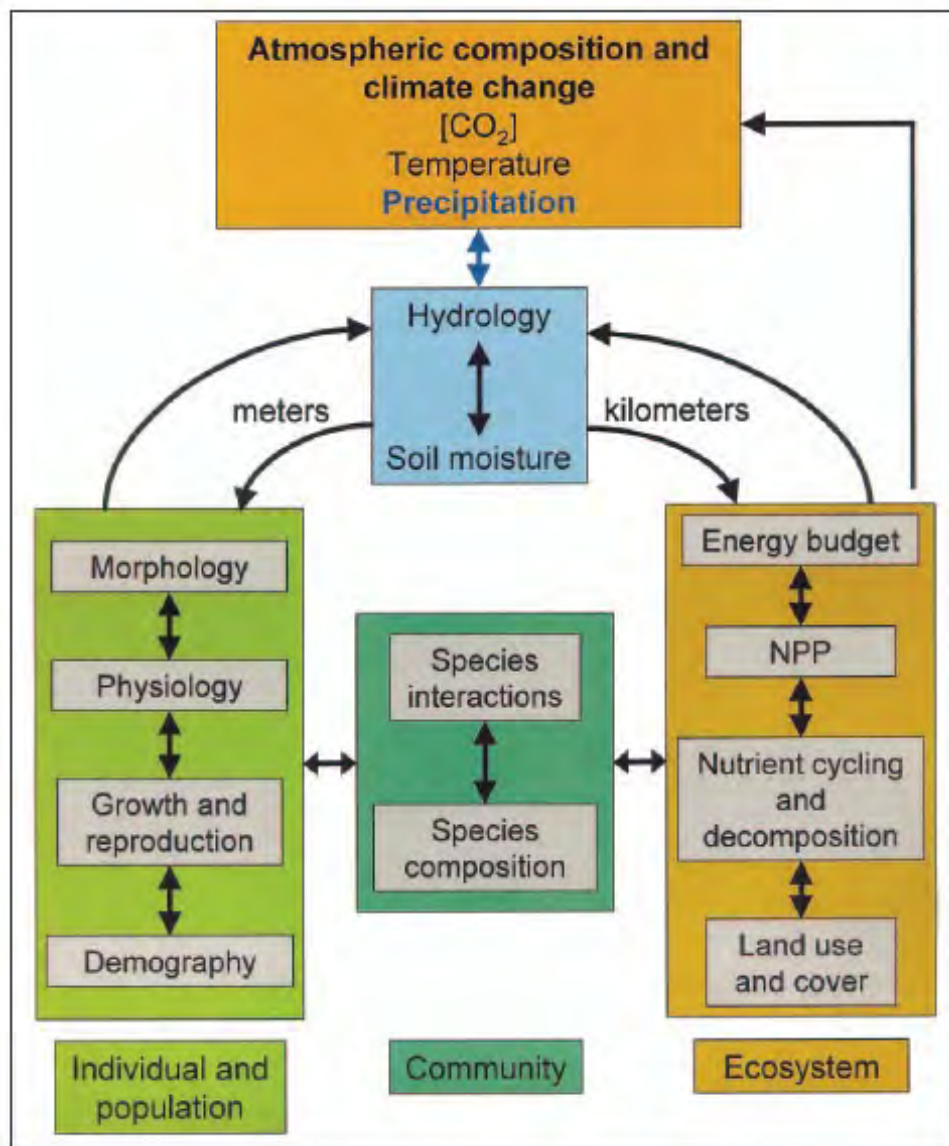 Atmospheric composition and
climate change
[CO₂]
Temperature
Precipitation
Hydrology
meters
kilometers
Soil moisture
Morphology
Physiology
Growth and
reproduction
Demography
Species
interactions
Species
composition
Energy budget
NPP
Nutrient cycling
and
decomposition
Land use
and cover
Individual and
population
Community
Ecosystem